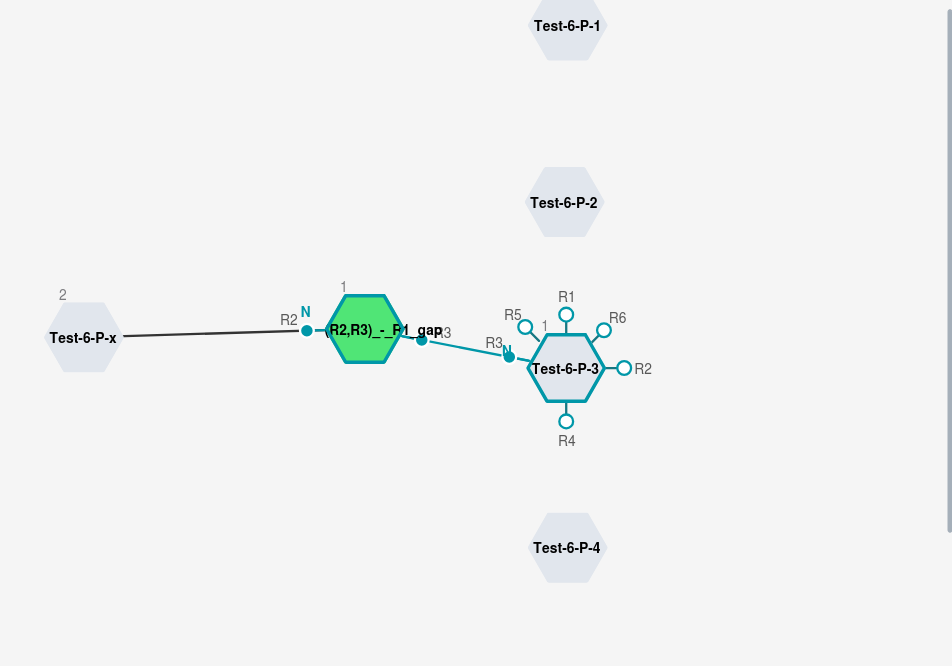 Test-6-P-1
Test-6-P-2
2
1
R1
N
R5
R6
R2
1
(R2,R3)_-_R1_gap
R3
Test-6-P-x
R3
N
Test-6-P-3
R2
R4
Test-6-P-4